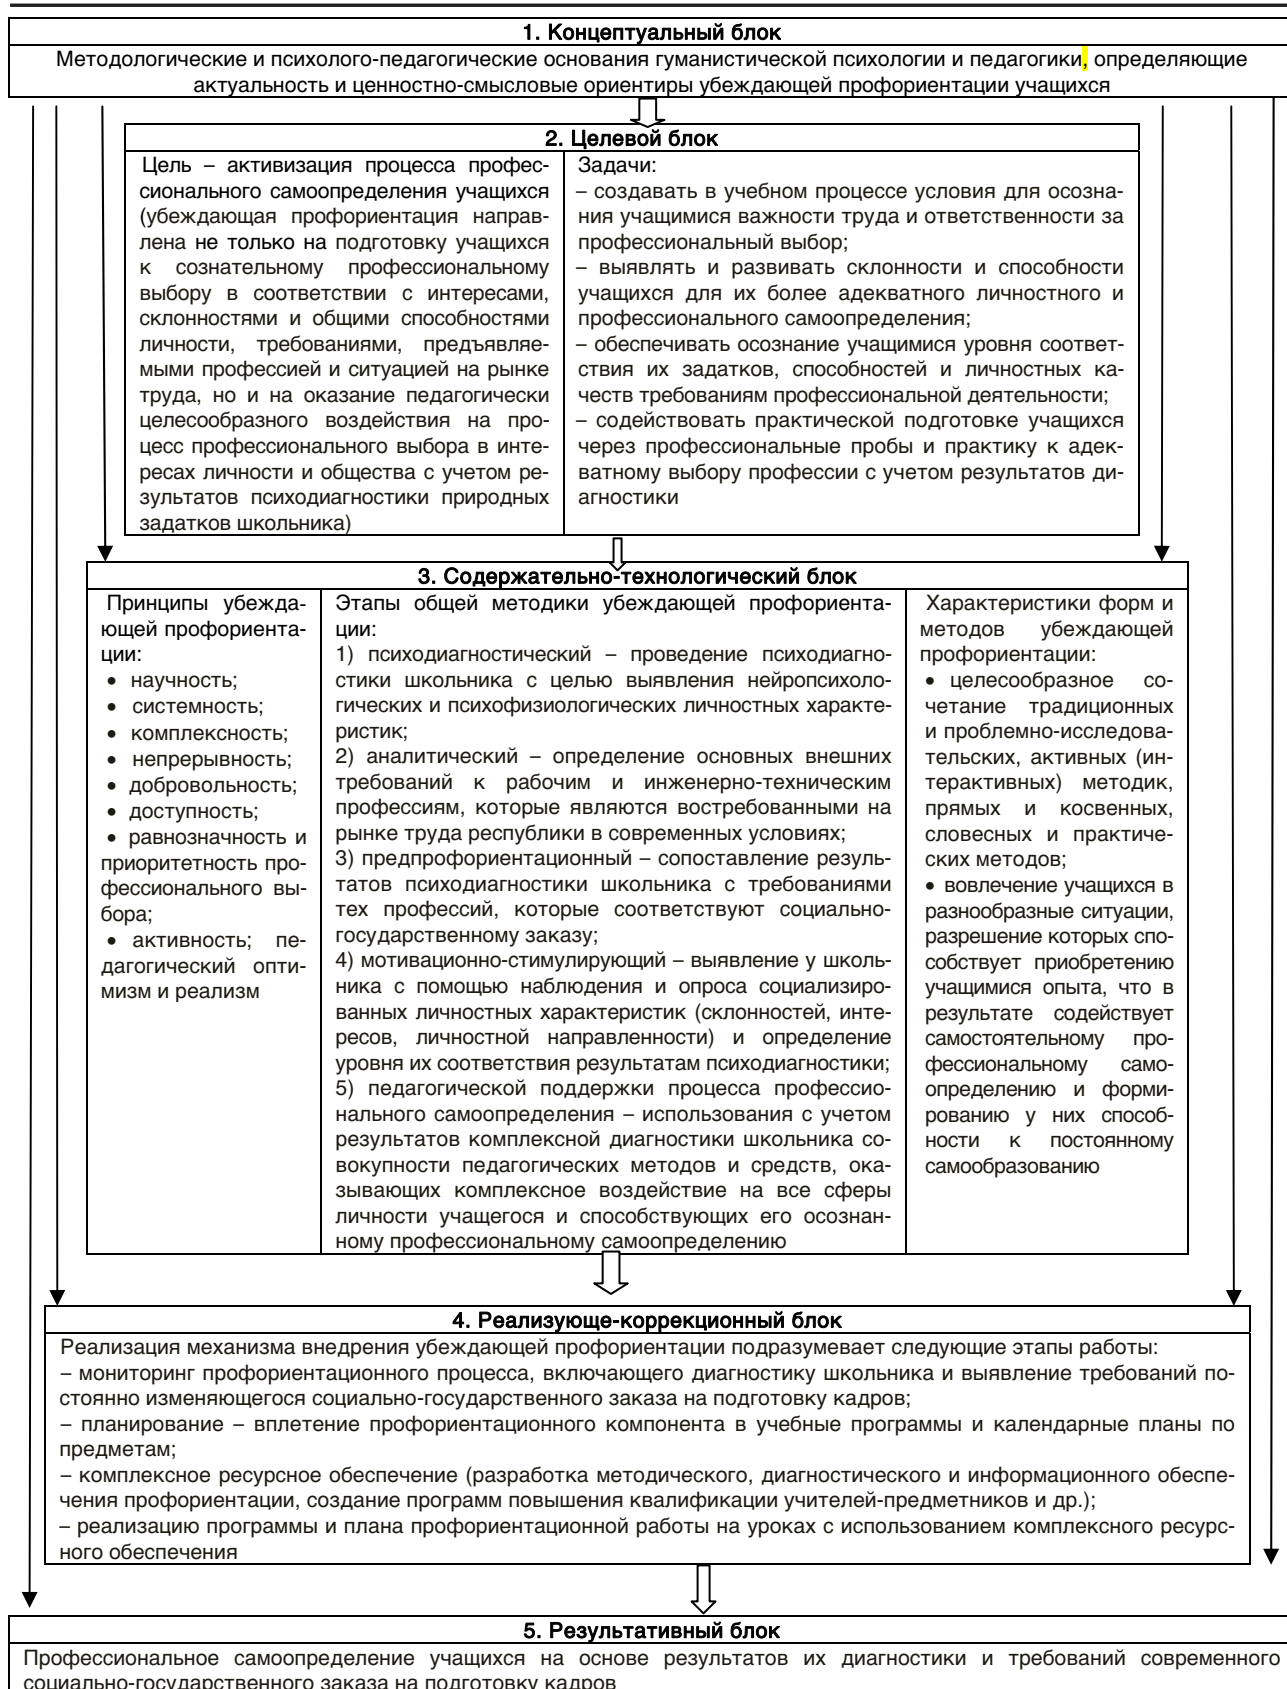 1. Концептуальный блок
Методологические и психолого-педагогические основания гуманистической психологии и педагогики, определяющие
актуальность и ценностно-смысловые ориентиры убеждающей профориентации учащихся
2. Целевой блок
Цель – активизация процесса профес-
сионального самоопределения учащихся
(убеждающая профориентация направ-
лена не только на подготовку учащихся
к сознательному профессиональному
выбору в соответствии с интересами,
склонностями и общими способностями
личности, требованиями, предъявляе-
мыми профессией и ситуацией на рынке
труда, но и на оказание педагогически
целесообразного воздействия на про-
цесс профессионального выбора в инте-
ресах личности и общества с учетом ре-
зультатов психодиагностики природных
задатков школьника)
Задачи:
– создавать в учебном процессе условия для осозна-
ния учащимися важности труда и ответственности за
профессиональный выбор;
– выявлять и развивать склонности и способности
учащихся для их более адекватного личностного и
профессионального самоопределения;
– обеспечивать осознание учащимися уровня соответ-
ствия их задатков, способностей и личностных ка-
честв требованиям профессиональной деятельности;
– содействовать практической подготовке учащихся
через профессиональные пробы и практику к адек-
ватному выбору профессии с учетом результатов ди-
агностики
3. Содержательно-технологический блок
Принципы убежда-
ющей профориента-
ции:
• научность;
• системность;
• комплексность;
• непрерывность;
• добровольность;
• доступность;
• равнозначность и
приоритетность про-
фессионального вы-
бора;
• активность; пе-
дагогический опти-
мизм и реализм
Этапы общей методики убеждающей профориента-
ции:
1) психодиагностический – проведение психодиагно-
стики школьника с целью выявления нейропсихоло-
гических и психофизиологических личностных характе-
ристик;
2) аналитический – определение основных внешних
требований к рабочим и инженерно-техническим
профессиям, которые являются востребованными на
рынке труда республики в современных условиях;
3) предпрофориентационный – сопоставление резуль-
татов психодиагностики школьника с требованиями
тех профессий, которые соответствуют социально-
государственному заказу;
4) мотивационно-стимулирующий – выявление у школь-
ника с помощью наблюдения и опроса социализиро-
ванных личностных характеристик (склонностей, инте-
ресов, личностной направленности) и определение
уровня их соответствия результатам психодиагностики;
5) педагогической поддержки процесса профессио-
нального самоопределения – использования с учетом
результатов комплексной диагностики школьника со-
вокупности педагогических методов и средств, ока-
зывающих комплексное воздействие на все сферы
личности учащегося и способствующих его осознан-
ному профессиональному самоопределению
Характеристики форм и
методов убеждающей
профориентации:
• целесообразное со-
четание традиционных
и проблемно-исследова-
тельских, активных (ин-
терактивных) методик,
прямых и косвенных,
словесных и практиче-
ских методов;
• вовлечение учащихся в
разнообразные ситуации,
разрешение которых спо-
собствует приобретению
учащимися опыта, что в
результате содействует
самостоятельному про-
фессиональному само-
определению и форми-
рованию у них способ-
ности к постоянному
самообразованию
4. Реализующе-коррекционный блок
Реализация механизма внедрения убеждающей профориентации подразумевает следующие этапы работы:
– мониторинг профориентационного процесса, включающего диагностику школьника и выявление требований по-
стоянно изменяющегося социально-государственного заказа на подготовку кадров;
– планирование – вплетение профориентационного компонента в учебные программы и календарные планы по
предметам;
– комплексное ресурсное обеспечение (разработка методического, диагностического и информационного обеспе-
чения профориентации, создание программ повышения квалификации учителей-предметников и др.);
– реализацию программы и плана профориентационной работы на уроках с использованием комплексного ресурс-
ного обеспечения
5. Результативный блок
Профессиональное самоопределение учащихся на основе результатов их диагностики и требований современного
социально-государственного заказа на подготовку кадров